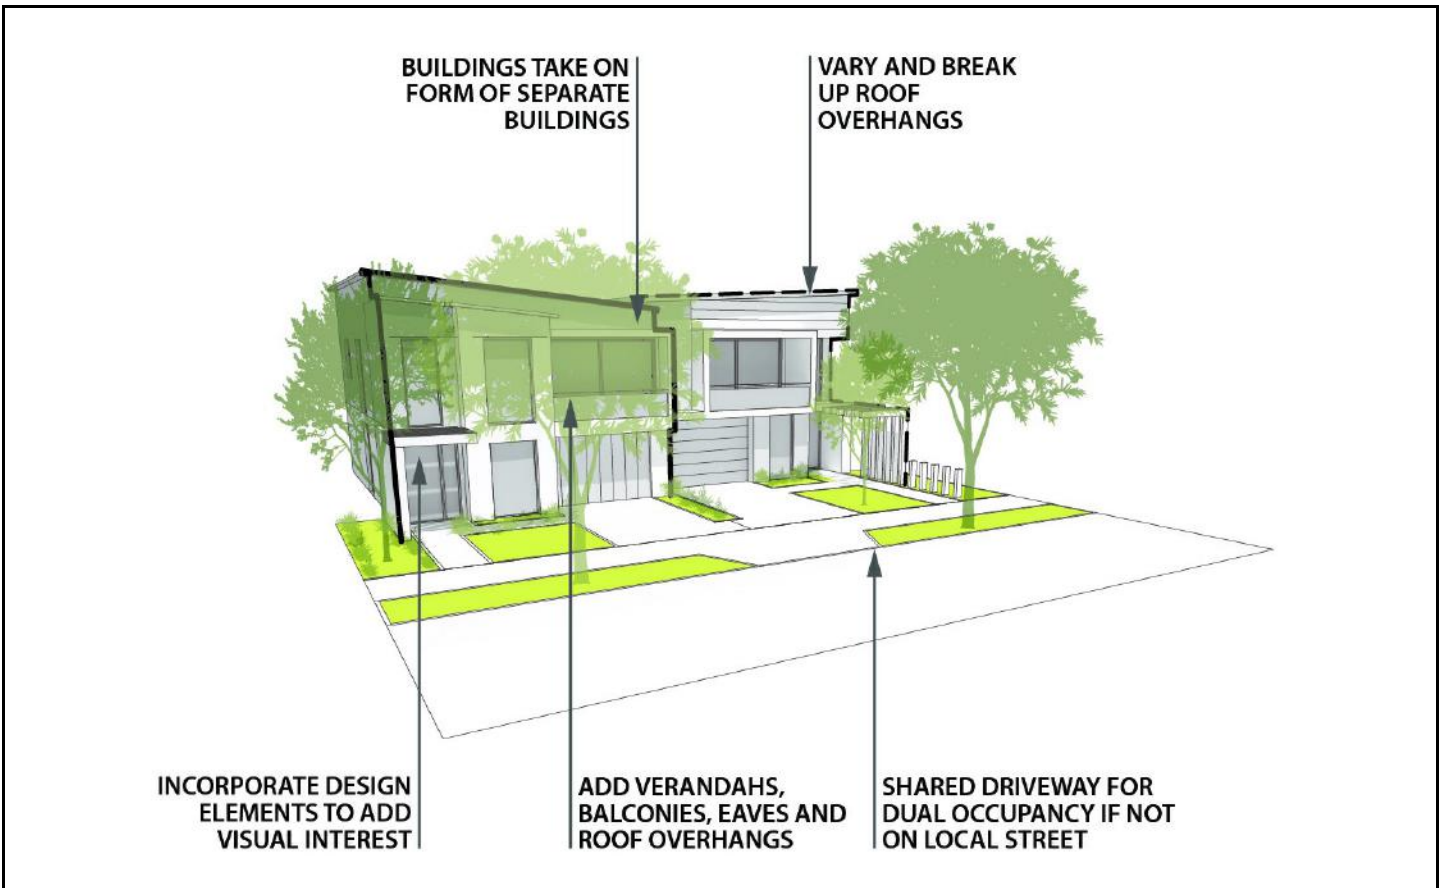 BUILDINGS TAKE ON
FORM OF SEPARATE
BUILDINGS
VARY AND BREAK
UP ROOF
OVERHANGS
INCORPORATE DESIGN
ELEMENTS TO ADD
VISUAL INTEREST
ADD VERANDAHS,
BALCONIES, EAVES AND
ROOF OVERHANGS
SHARED DRIVEWAY FOR
DUAL OCCUPANCY IF NOT
ON LOCAL STREET